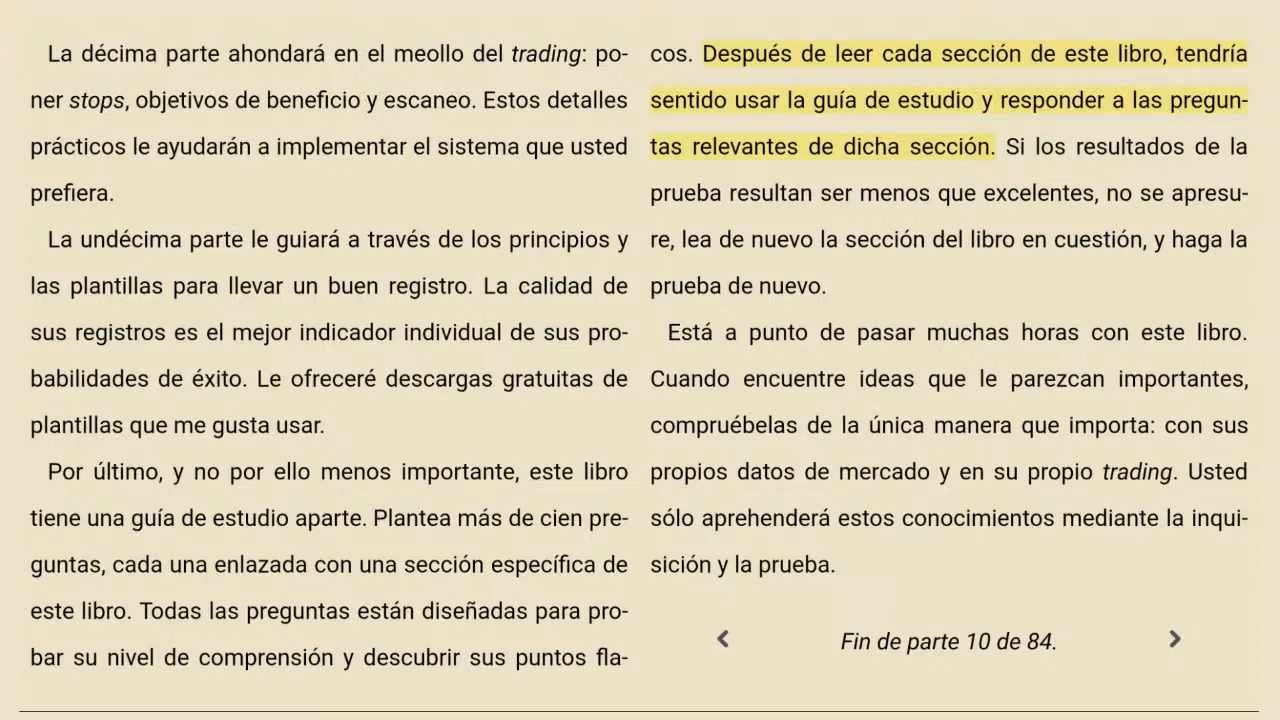 La décima parte ahondará en el meollo del trading: po-
ner stops, objetivos de beneficio y escaneo. Estos detalles
prácticos le ayudarán a implementar el sistema que usted
prefiera.
La undécima parte le guiará a través de los principios y
las plantillas para llevar un buen registro. La calidad de
sus registros es el mejor indicador individual de sus pro-
babilidades de éxito. Le ofreceré descargas gratuitas de
plantillas que me gusta usar.
Por último, y no por ello menos importante, este libro
tiene una guía de estudio aparte. Plantea más de cien pre-
guntas, cada una enlazada con una sección específica de
este libro. Todas las preguntas están diseñadas para pro-
bar su nivel de comprensión y descubrir sus puntos fla-
cos. Después de leer cada sección de este libro, tendría
sentido usar la guía de estudio y responder a las pregun-
tas relevantes de dicha sección. Si los resultados de la
prueba resultan ser menos que excelentes, no se apresu-
re, lea de nuevo la sección del libro en cuestión, y haga la
prueba de nuevo.
Está a punto de pasar muchas horas con este libro.
Cuando encuentre ideas que le parezcan importantes,
compruébelas de la única manera que importa: con sus
propios datos de mercado y en su propio trading. Usted
sólo aprehenderá estos conocimientos mediante la inqui-
sición y la prueba.
Fin de parte 10 de 84.